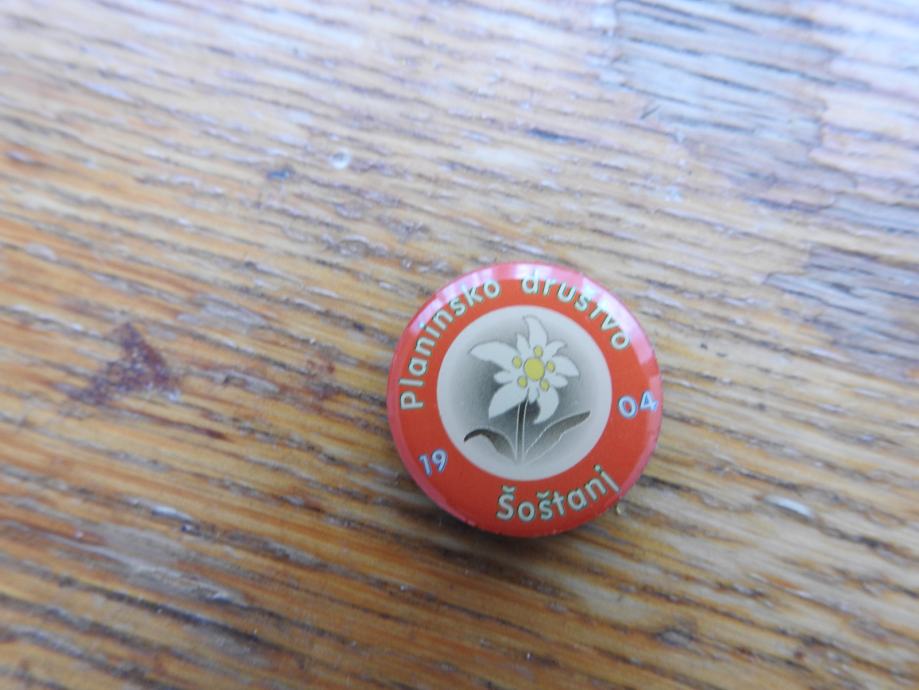 Planinsko društvo
19 04
Šoštanj